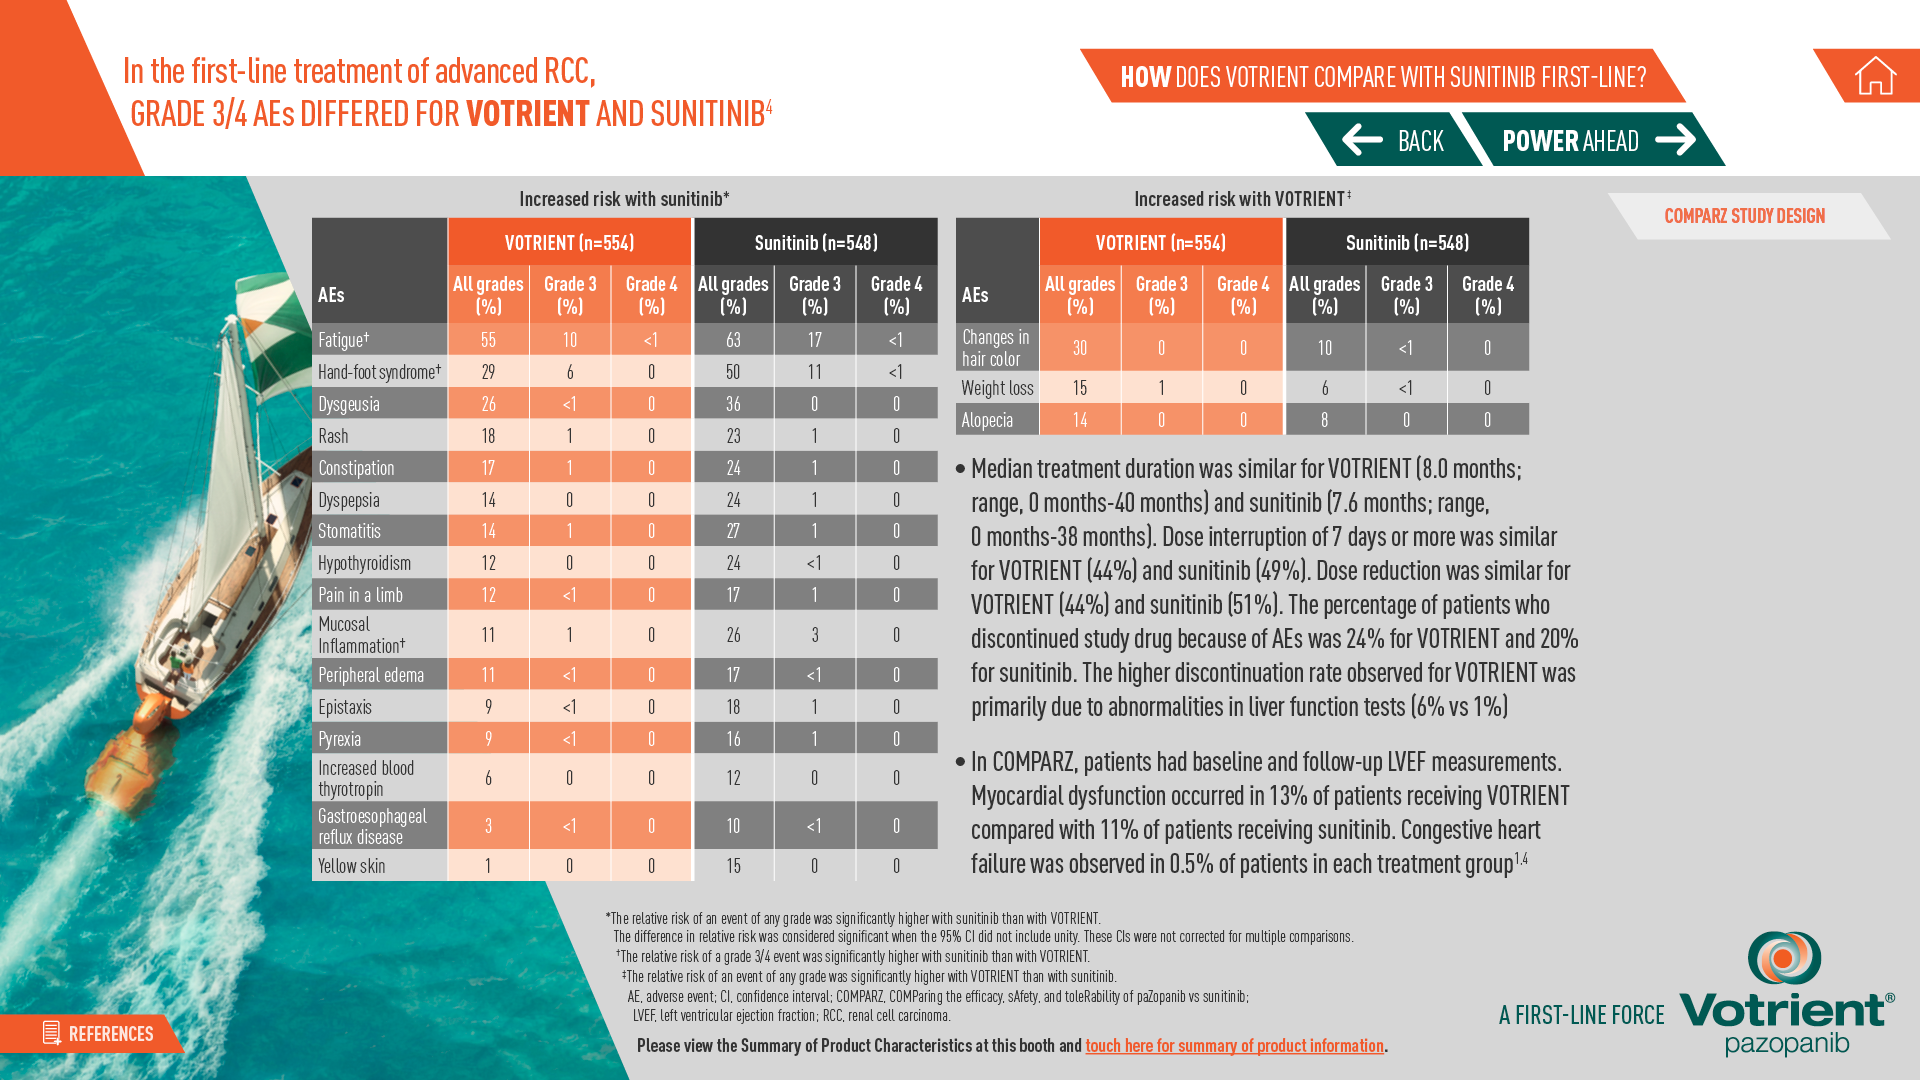 In the first-line treatment of advanced RCC,
GRADE 3/4 AEs DIFFERED FOR VOTRIENT AND SUNITINIB4
HOW DOES VOTRIENT COMPARE WITH SUNITINIB FIRST-LINE?
BACK
POWER AHEAD
COMPARZ STUDY DESIGN
Increased risk with sunitinib*
VOTRIENT (n=554) Sunitinib (n=548)
AEs All grades (%) Grade 3 (%) Grade 4 (%) All grades (%) Grade 3 (%) Grade 4 (%)
Fatigue† 55 10 <1 63 17 <1
Hand-foot syndrome† 29 6 0 50 11 <1
Dysgeusia 26 <1 0 36 0 0
Rash 18 1 0 23 1 0
Constipation 17 1 0 24 1 0
Dyspepsia 14 0 0 24 1 0
Stomatitis 14 1 0 27 1 0
Hypothyroidism 12 0 0 24 <1 0
Pain in a limb 12 <1 0 17 1 0
Mucosal Inflammation† 11 1 0 26 3 0
Peripheral edema 11 <1 0 17 <1 0
Epistaxis 9 <1 0 18 1 0
Pyrexia 9 <1 0 16 1 0
Increased blood thyrotropin 6 0 0 12 0 0
Gastroesophageal reflux disease 3 <1 0 10 <1 0
Yellow skin 1 0 0 15 0 0
Increased risk with VOTRIENT‡
VOTRIENT (n=554) Sunitinib (n=548)
AEs All grades (%) Grade 3 (%) Grade 4 (%) All grades (%) Grade 3 (%) Grade 4 (%)
Changes in hair color 30 0 0 10 <1 0
Weight loss 15 1 0 6 <1 0
Alopecia 14 0 0 8 0 0
• Median treatment duration was similar for VOTRIENT (8.0 months;
range, 0 months-40 months) and sunitinib (7.6 months; range,
0 months-38 months). Dose interruption of 7 days or more was similar
for VOTRIENT (44%) and sunitinib (49%). Dose reduction was similar for
VOTRIENT (44%) and sunitinib (51%). The percentage of patients who
discontinued study drug because of AEs was 24% for VOTRIENT and 20%
for sunitinib. The higher discontinuation rate observed for VOTRIENT was
primarily due to abnormalities in liver function tests (6% vs 1%)
• In COMPARZ, patients had baseline and follow-up LVEF measurements.
Myocardial dysfunction occurred in 13% of patients receiving VOTRIENT
compared with 11% of patients receiving sunitinib. Congestive heart
failure was observed in 0.5% of patients in each treatment group1,4
*The relative risk of an event of any grade was significantly higher with sunitinib than with VOTRIENT.
The difference in relative risk was considered significant when the 95% CI did not include unity. These CIs were not corrected for multiple comparisons.
†The relative risk of a grade 3/4 event was significantly higher with sunitinib than with VOTRIENT.
‡The relative risk of an event of any grade was significantly higher with VOTRIENT than with sunitinib.
AE, adverse event; CI, confidence interval; COMPARZ, COMParing the efficacy, sAfety, and toleRability of paZopanib vs sunitinib;
LVEF, left ventricular ejection fraction; RCC, renal cell carcinoma.
Please view the Summary of Product Characteristics at this booth and touch here for summary of product information.
REFERENCES
A FIRST-LINE FORCE
Votrient®
pazopanib